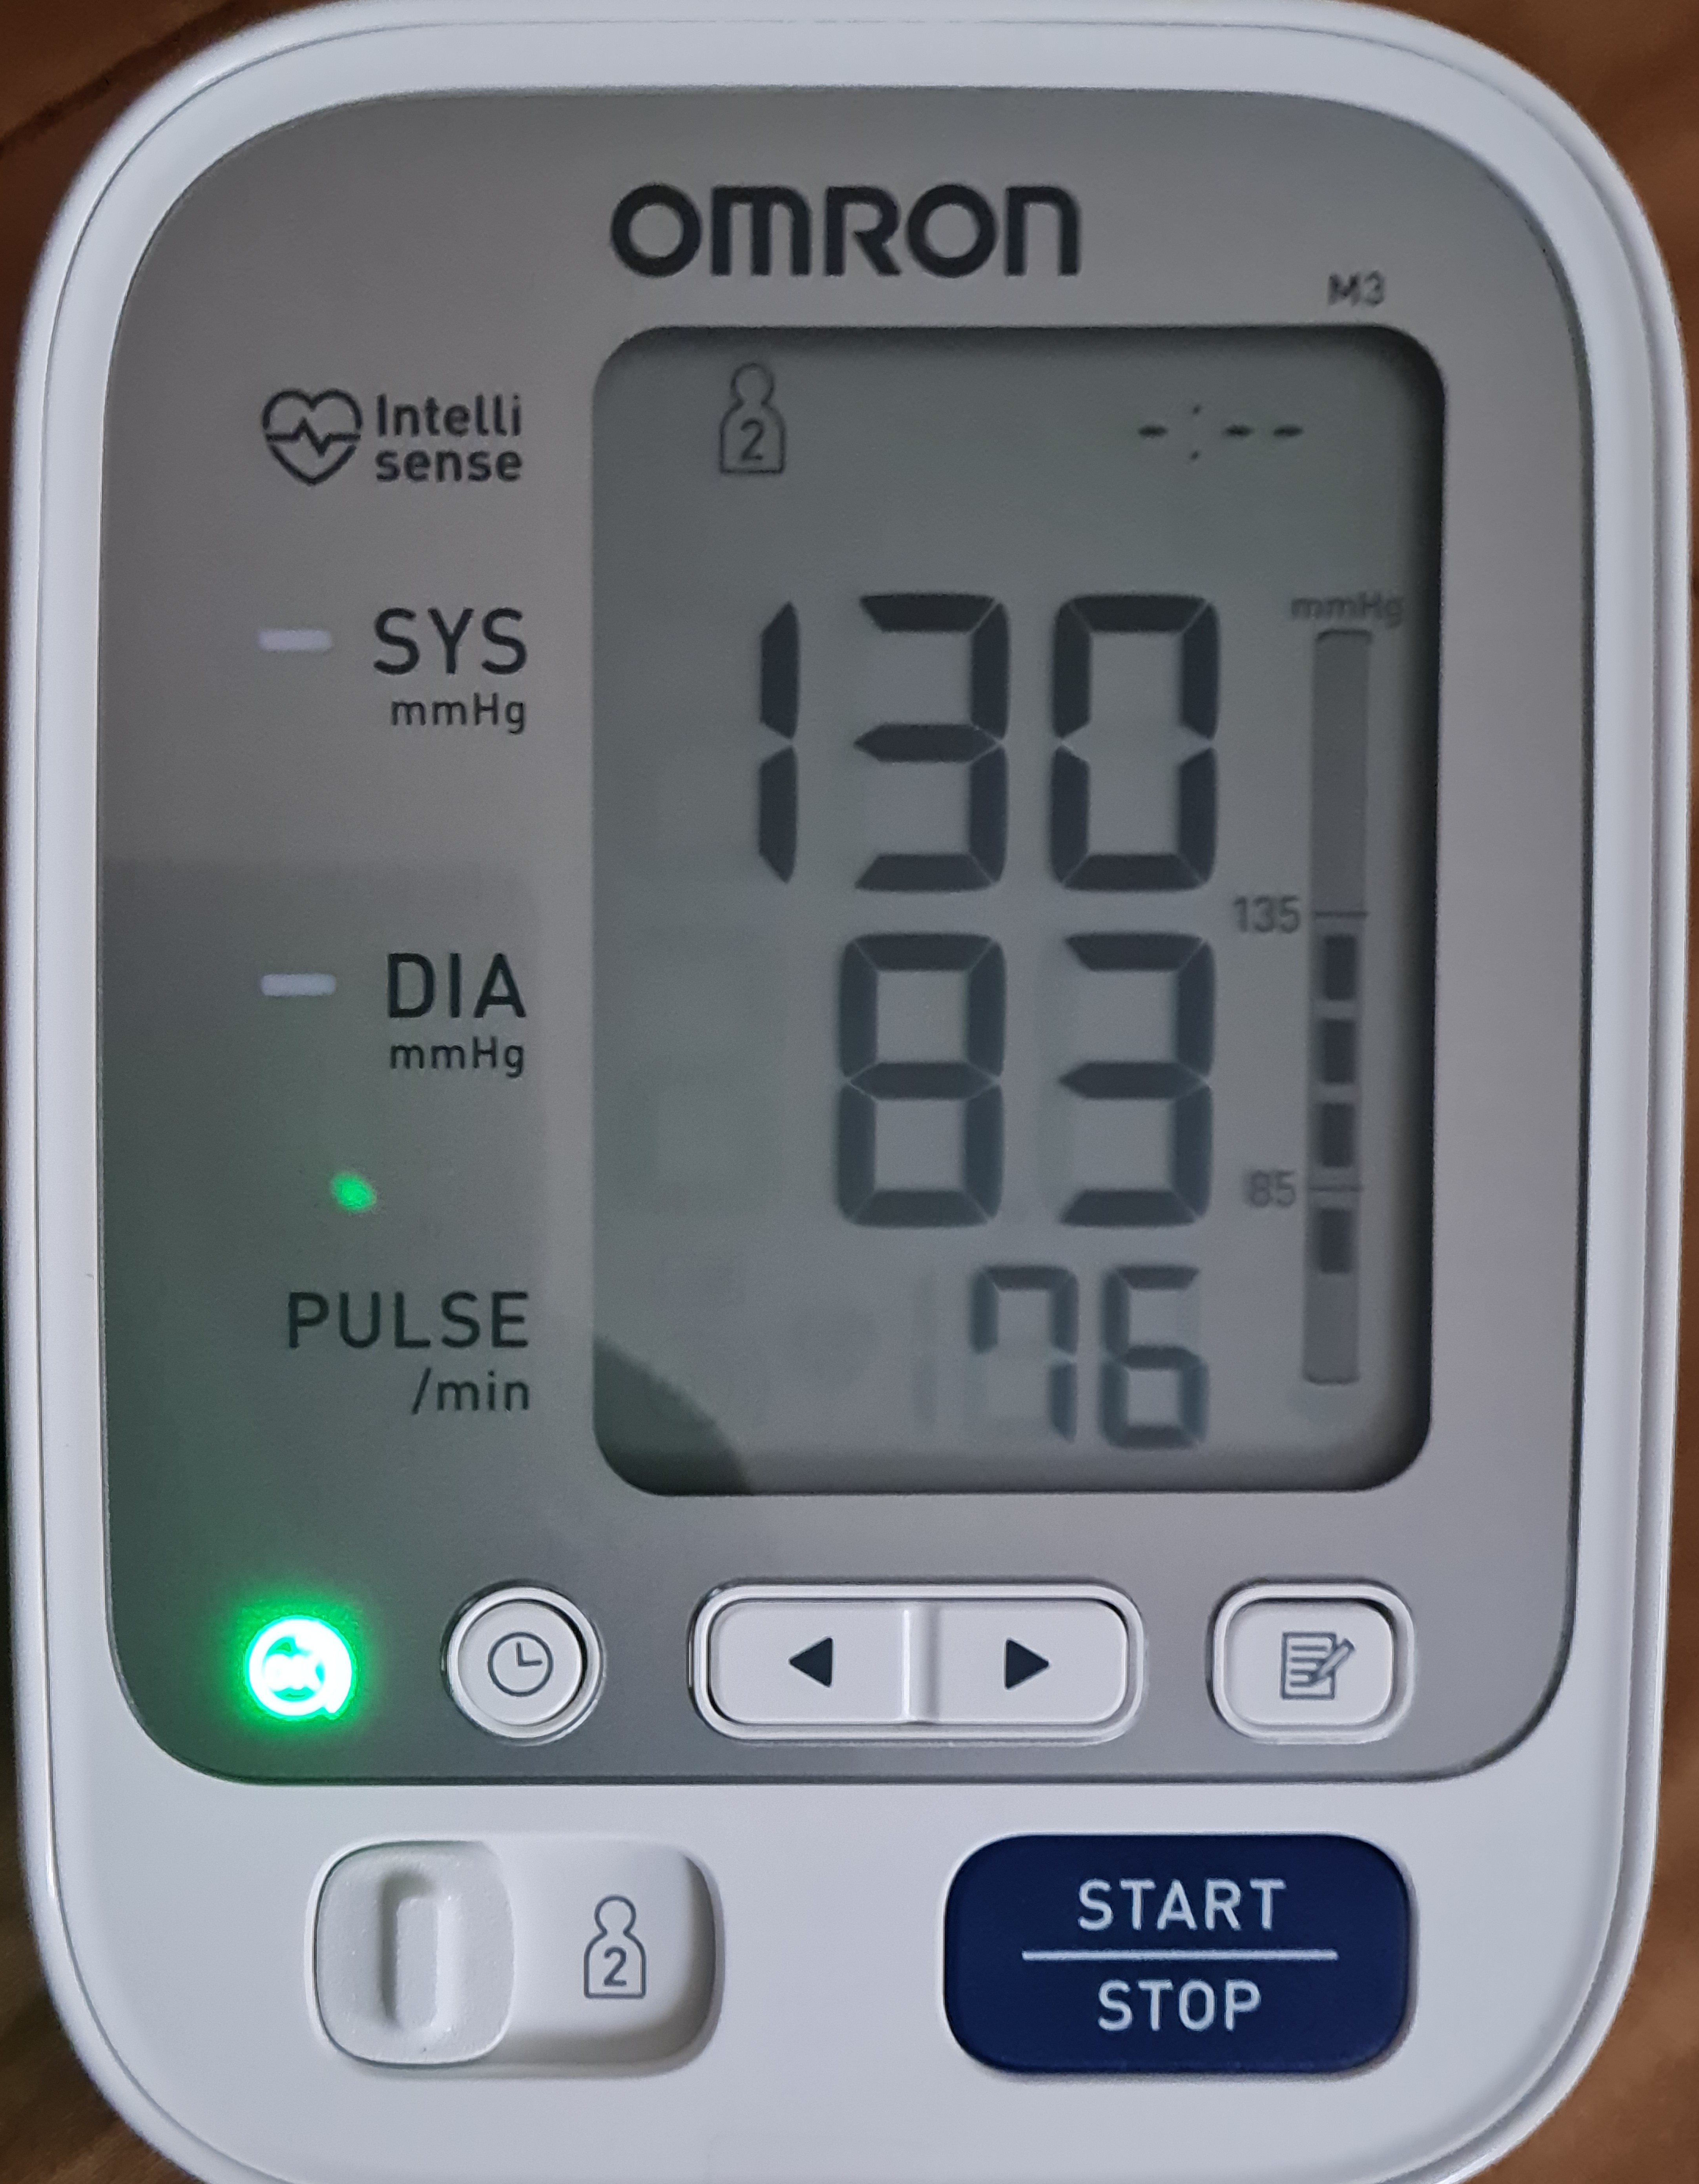 OMRON
M3
Intelli
sense
2
-:--
SYS
mmHg
130
mmHg
135
DIA
mmHg
83
85
PULSE
/min
76
OK
2
START
STOP